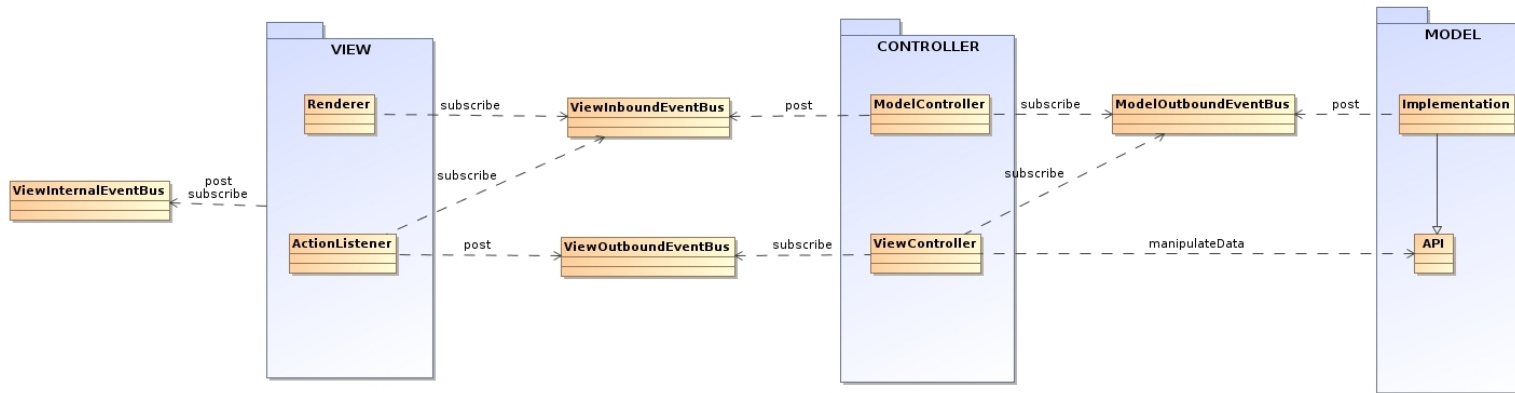 VIEW
CONTROLLER
MODEL
Renderer
subscribe
ViewInboundEventBus
post
ModelController
subscribe
ModelOutboundEventBus
post
Implementation
subscribe
subscribe
post
subscribe
ViewInternalEventBus
ActionListener
post
ViewOutboundEventBus
subscribe
ViewController
manipulateData
API